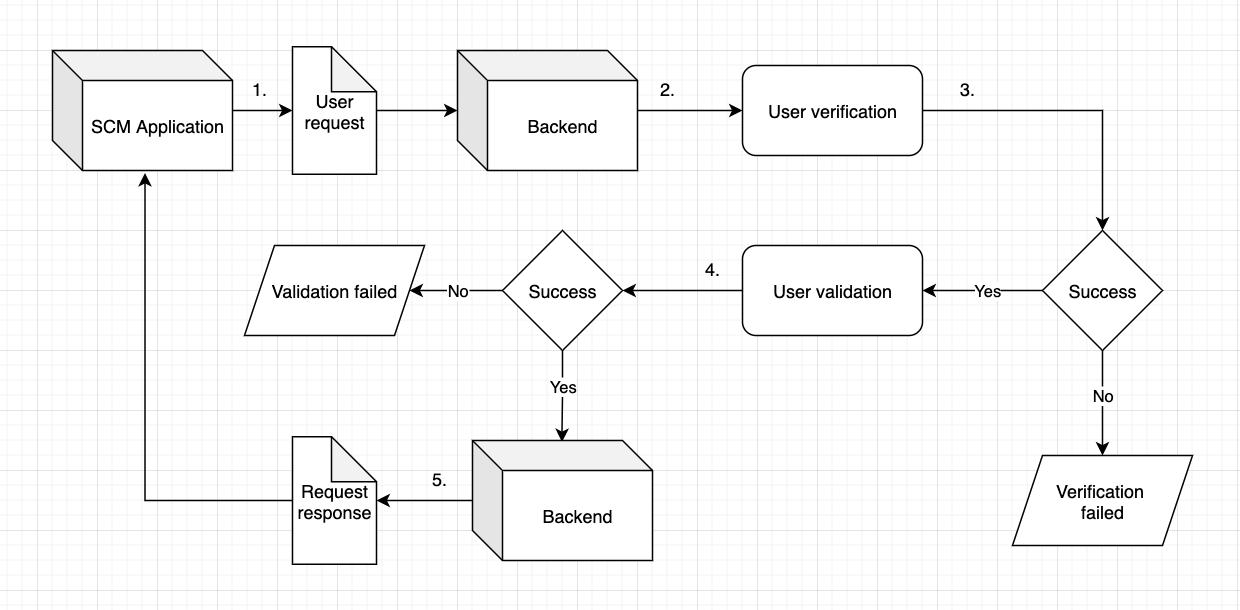 1.
2.
3.
SCM Application
User
request
Backend
User verification
Validation failed
No
Success
4.
User validation
Yes
Success
Yes
No
Request
response
5.
Backend
Verification
failed